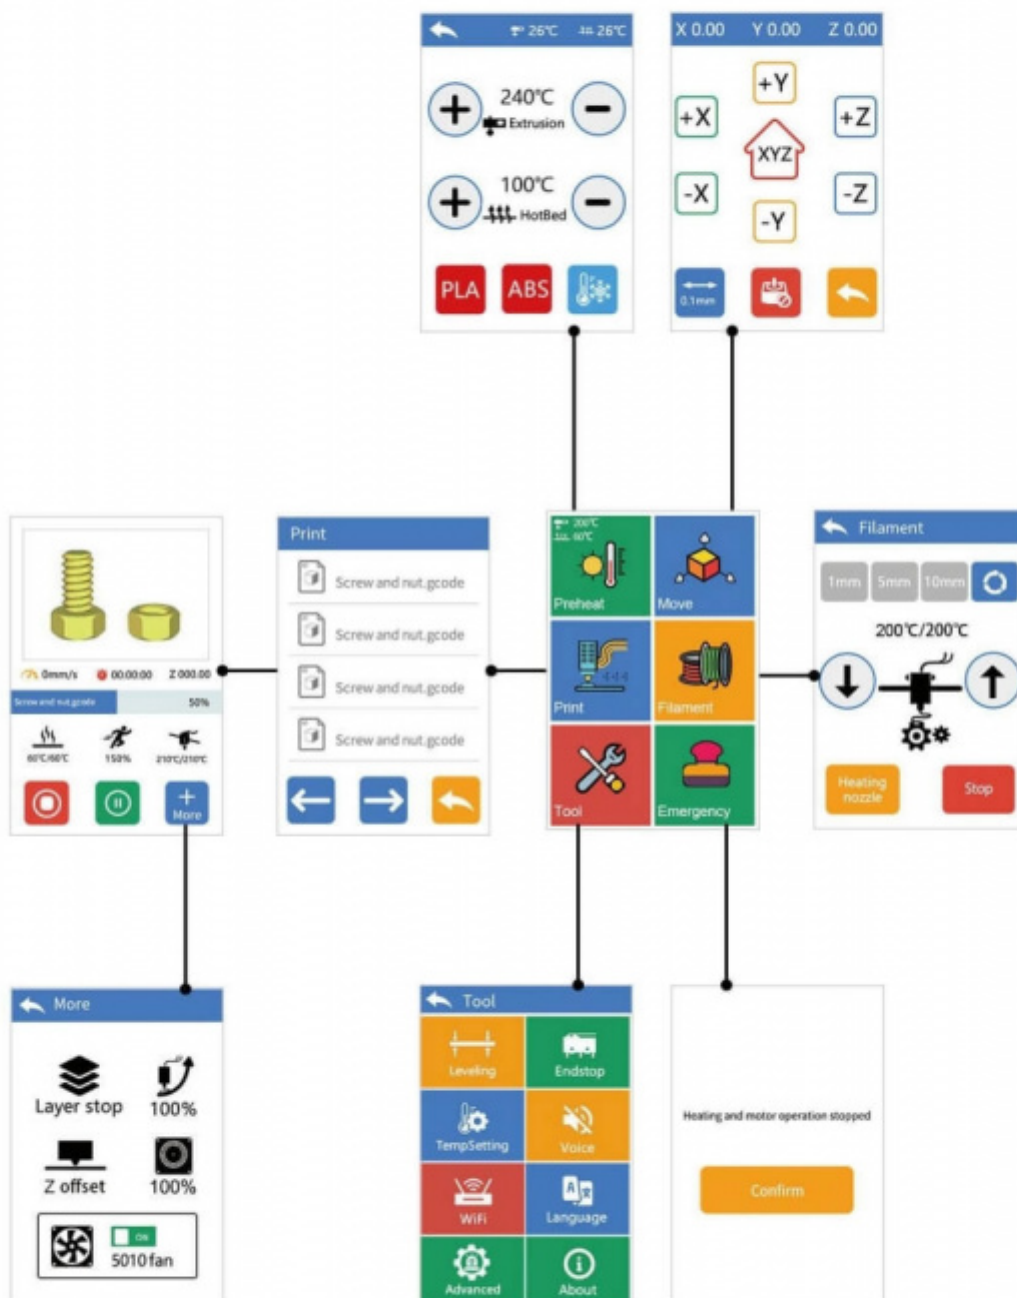 26℃ 26℃
240℃
Extrusion
100℃
HotBed
PLA ABS
X 0.00 Y 0.00 Z 0.00
+Y
+X +Z
XYZ
-X -Z
-Y
0.1mm
0mm/s 00:00:00 Z 000.00
Screw and nut.gcode 50%
60℃/60℃ 150% 210℃/210℃
More
Print
Screw and nut.gcode
Screw and nut.gcode
Screw and nut.gcode
Screw and nut.gcode
200℃
60℃
Preheat Move
Print Filament
Tool Emergency
Filament
1mm 5mm 10mm
200℃/200℃
Heating
nozzle
Stop
More
Layer stop 100%
Z offset 100%
ON
5010 fan
Tool
Leveling Endstop
TempSetting Voice
WiFi Language
Advanced About
Heating and motor operation stopped
Confirm